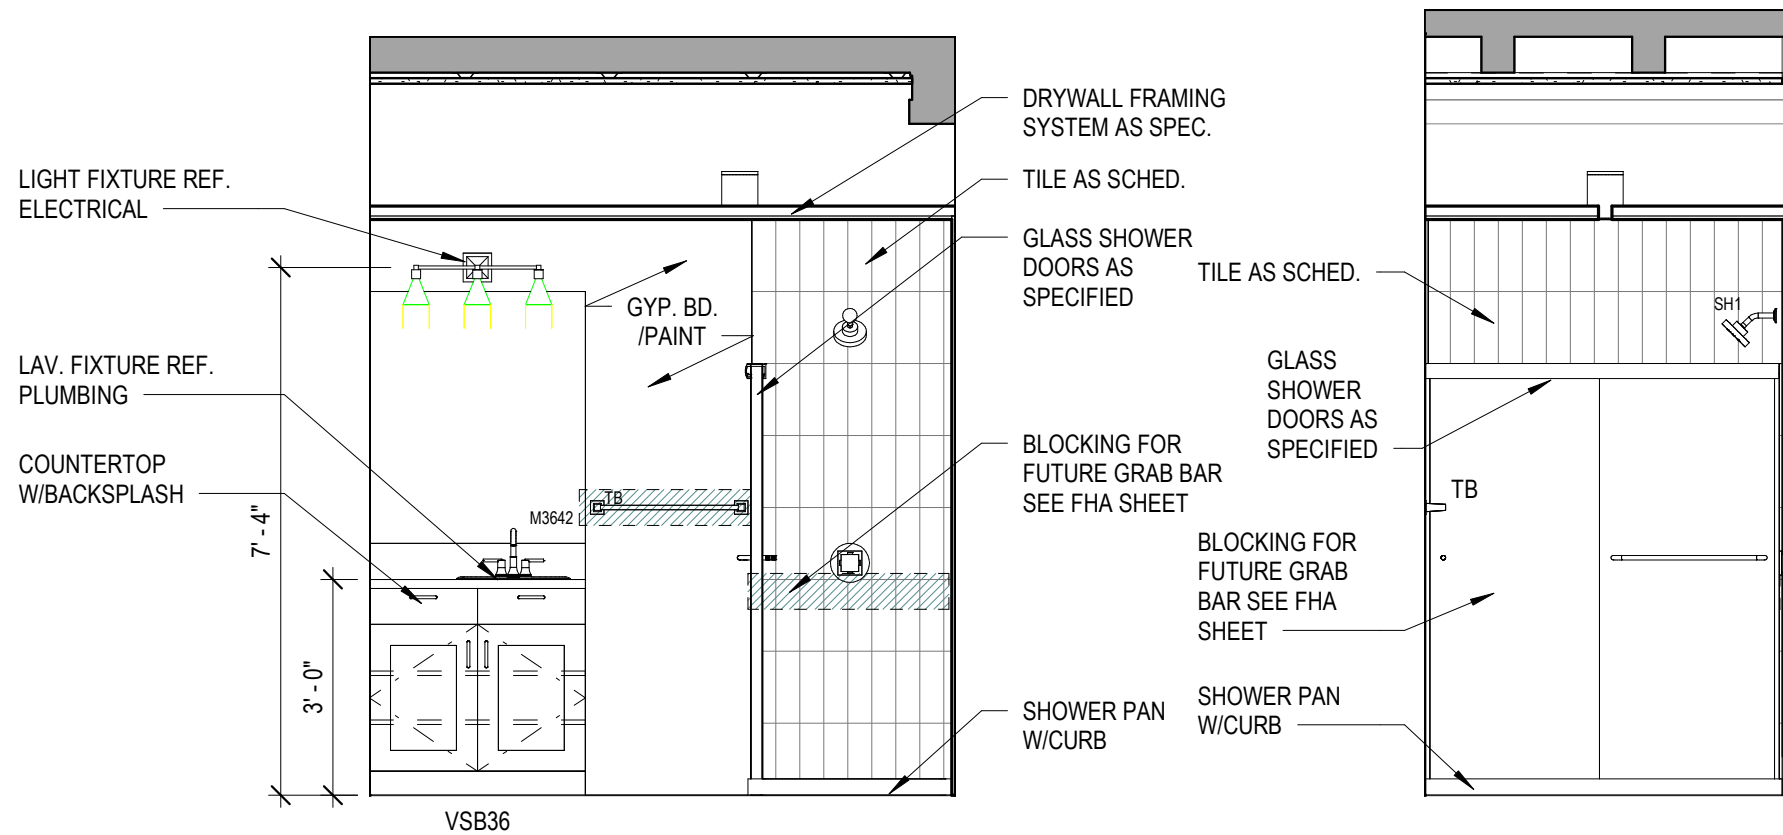 LIGHT FIXTURE REF.
ELECTRICAL
LAV. FIXTURE REF.
PLUMBING
COUNTERTOP
W/BACKSPLASH
7' - 4"
3' - 0"
GYP. BD.
/PAINT
TB
M3642
VSB36
DRYWALL FRAMING
SYSTEM AS SPEC.
TILE AS SCHED.
GLASS SHOWER
DOORS AS
SPECIFIED
BLOCKING FOR
FUTURE GRAB BAR
SEE FHA SHEET
SHOWER PAN
W/CURB
TILE AS SCHED.
SH1
GLASS
SHOWER
DOORS AS
SPECIFIED
TB
BLOCKING FOR
FUTURE GRAB
BAR SEE FHA
SHEET
SHOWER PAN
W/CURB